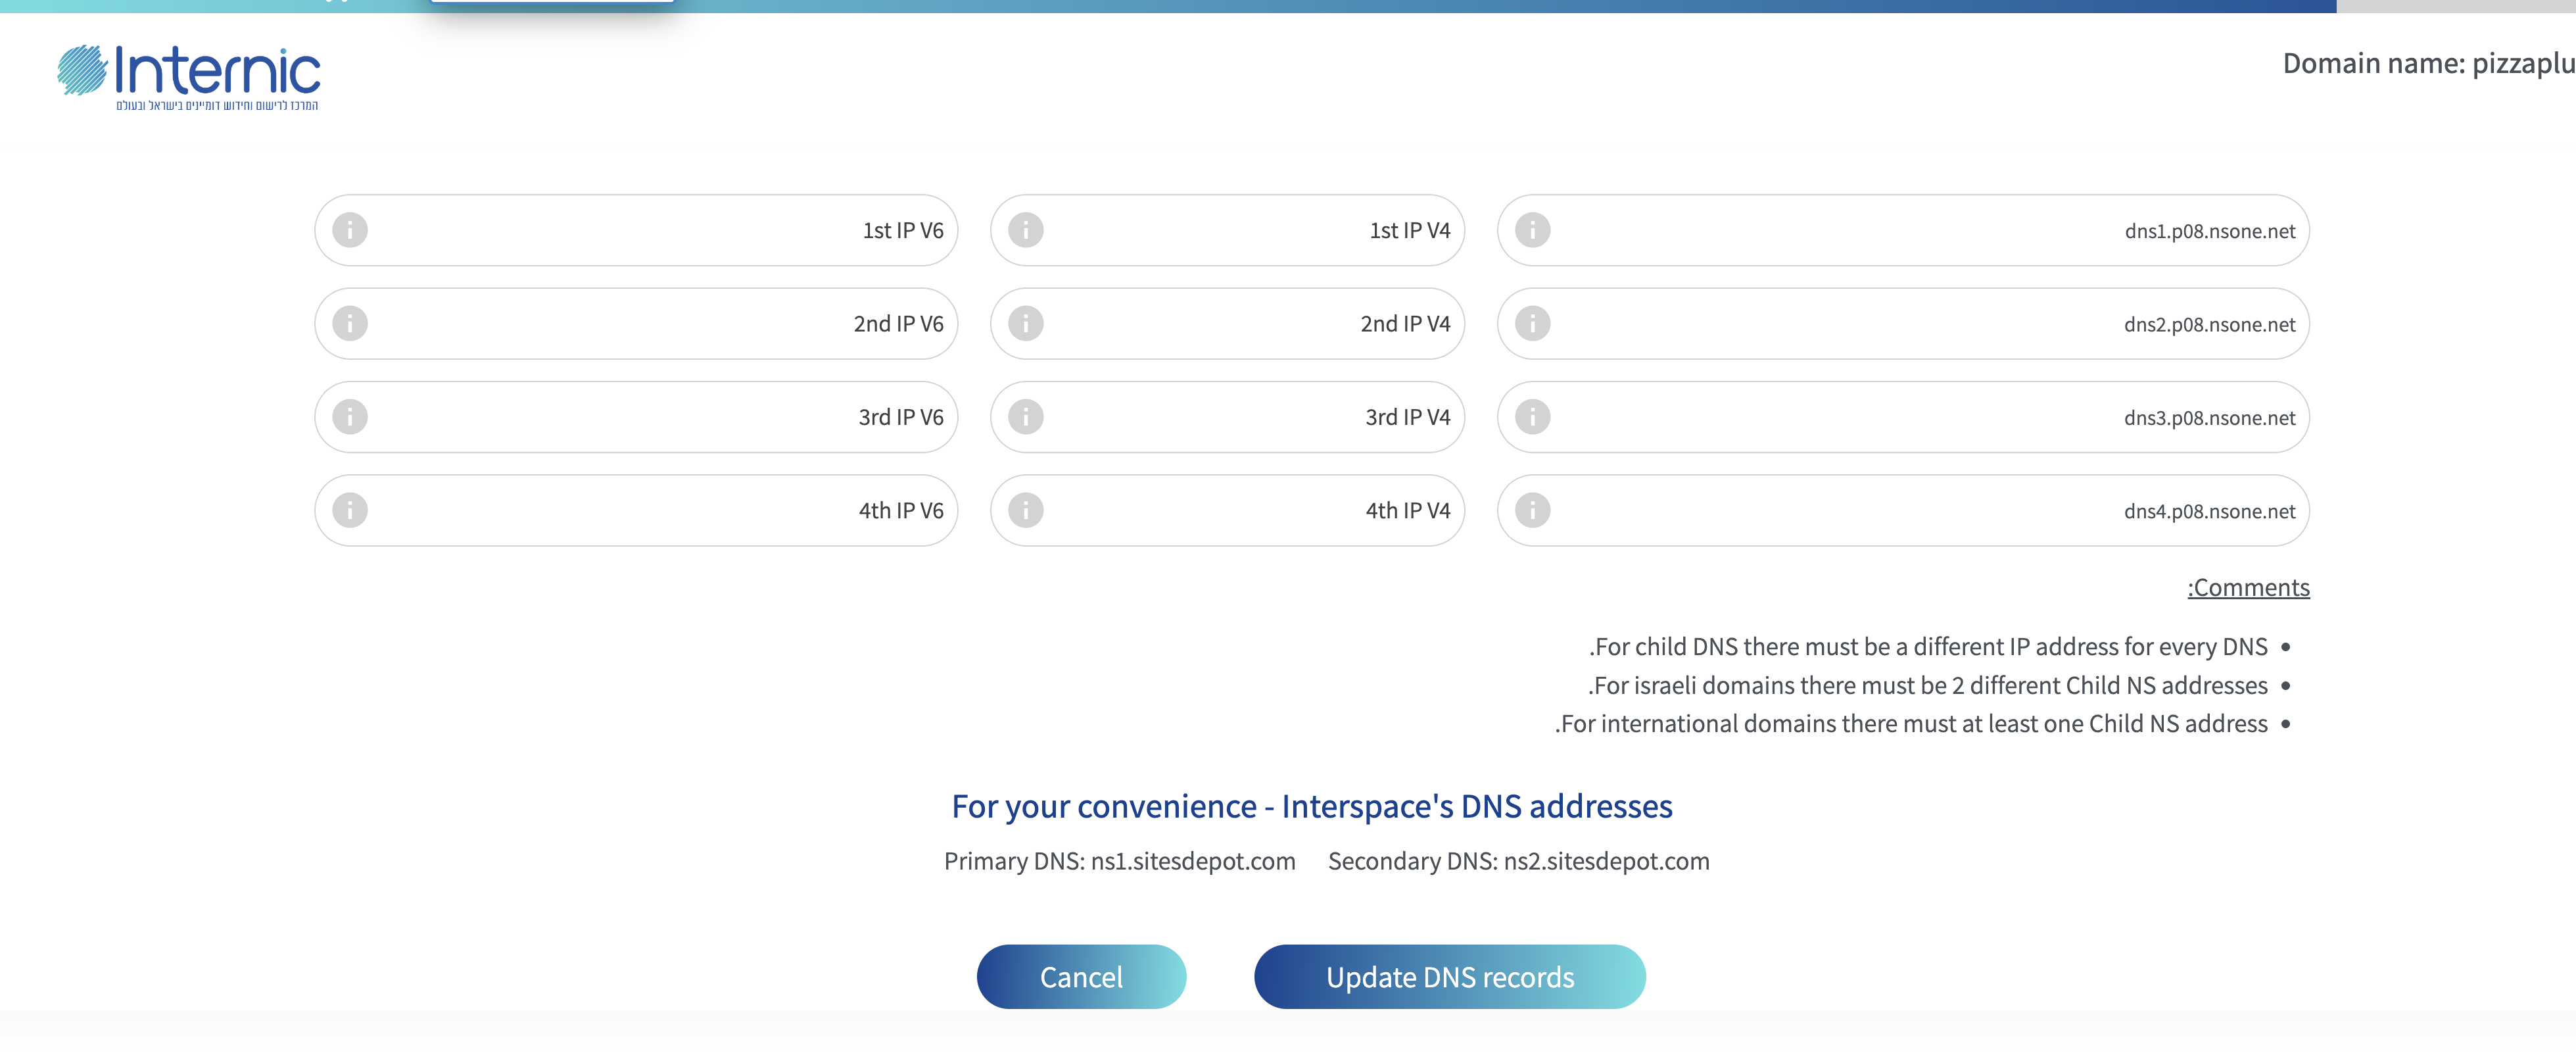 Internic
המרכז לרישום וחידוש דומיינים בישראל ובעולם
Domain name: pizzaplu
1st IP V6
1st IP V4
dns1.p08.nsone.net
2nd IP V6
2nd IP V4
dns2.p08.nsone.net
3rd IP V6
3rd IP V4
dns3.p08.nsone.net
4th IP V6
4th IP V4
dns4.p08.nsone.net
:Comments
.For child DNS there must be a different IP address for every DNS •
.For israeli domains there must be 2 different Child NS addresses •
.For international domains there must at least one Child NS address •
For your convenience - Interspace's DNS addresses
Primary DNS: ns1.sitesdepot.com Secondary DNS: ns2.sitesdepot.com
Cancel
Update DNS records